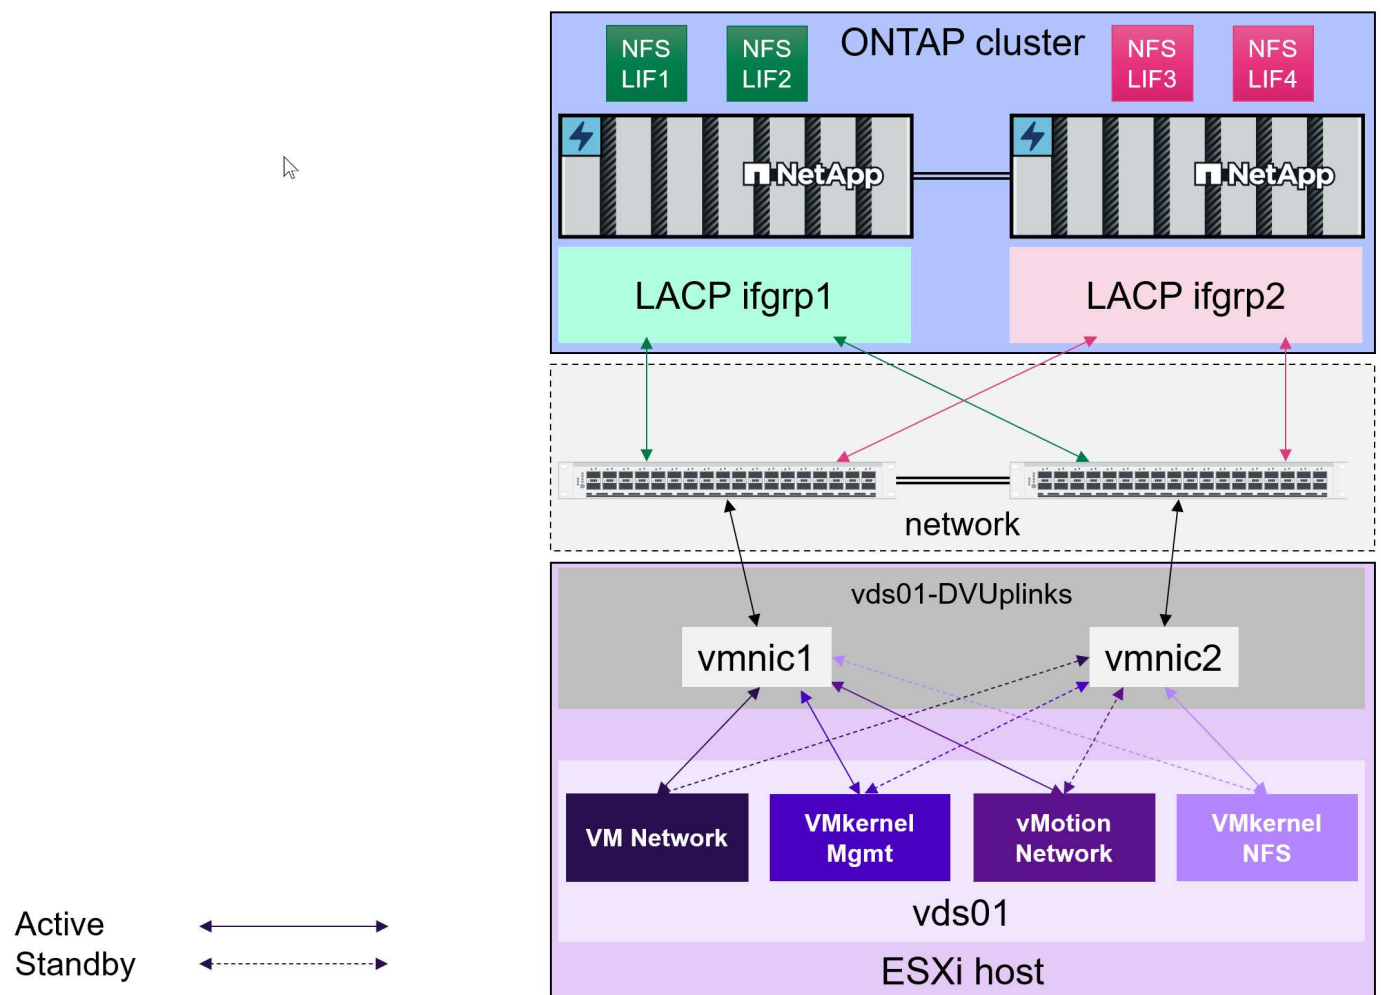 ONTAP cluster
NFS
LIF1
NFS
LIF2
NFS
LIF3
NFS
LIF4
NetApp
NetApp
LACP ifgrp1
LACP ifgrp2
network
vds01-DVUplinks
vmnic1
vmnic2
VM Network
VMkernel
Mgmt
vMotion
Network
VMkernel
NFS
vds01
ESXi host
Active
Standby